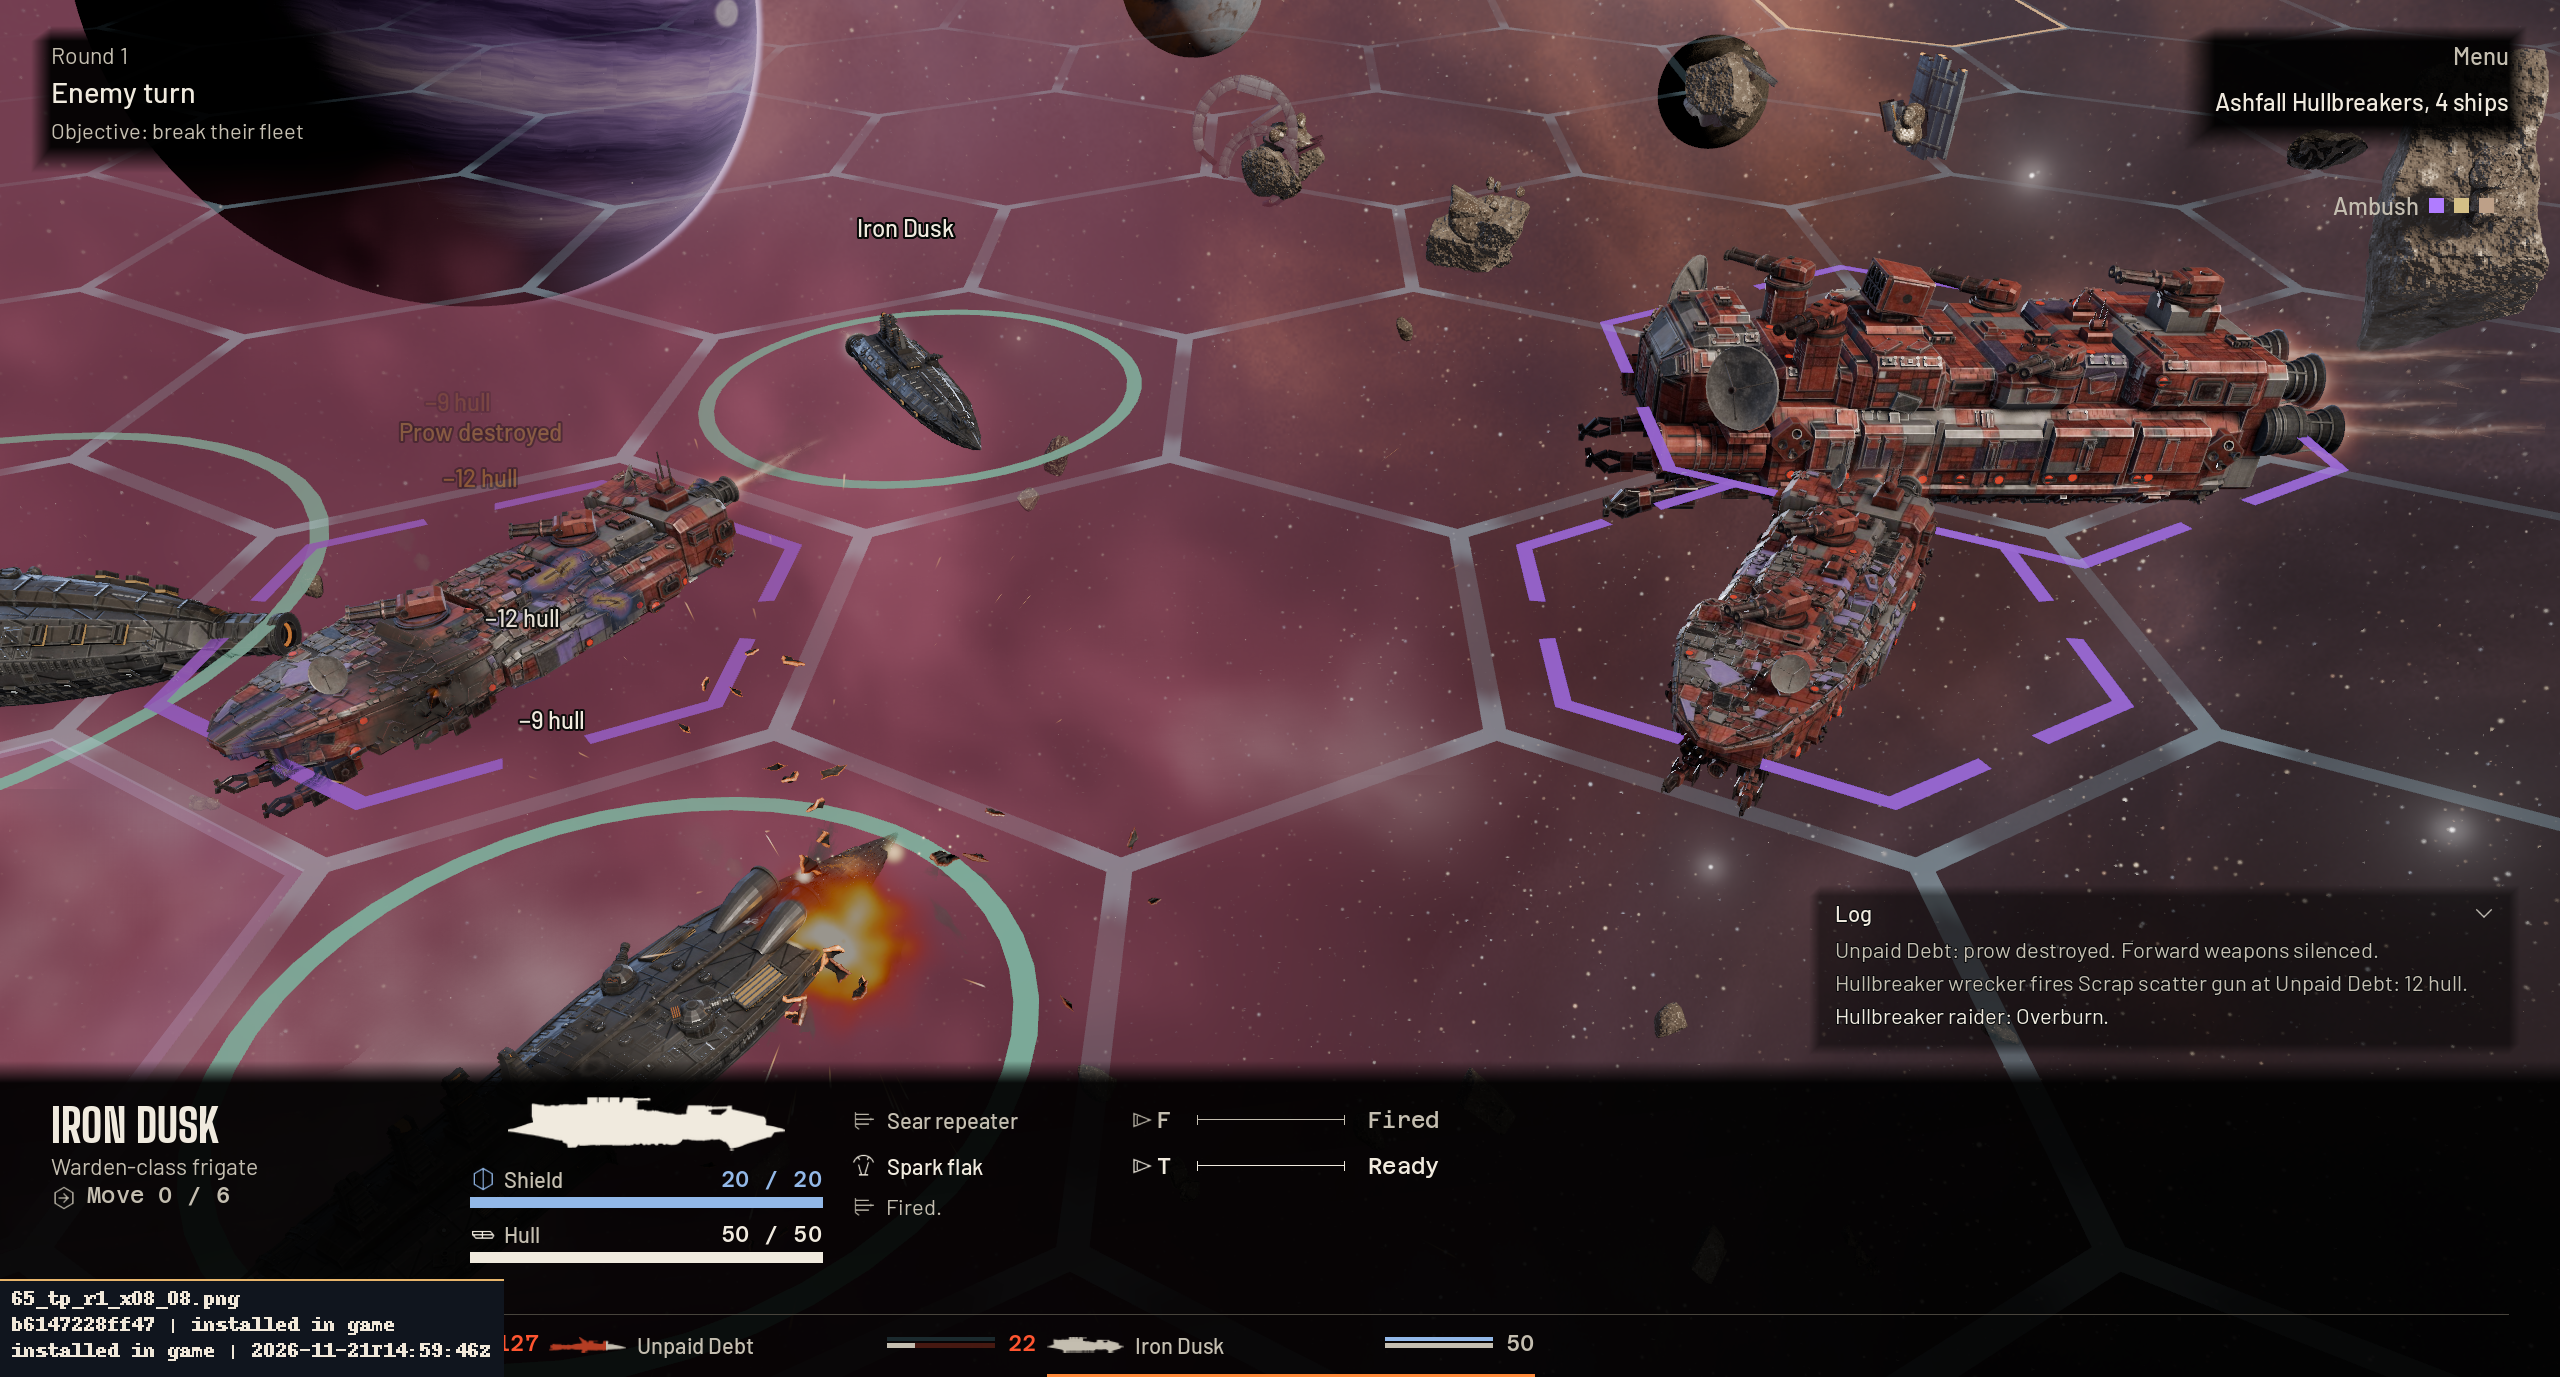 Round 1
Enemy turn
Objective: break their fleet
Menu
Ashfall Hullbreakers, 4 ships
Ambush
Iron Dusk
–9 hull
Prow destroyed
–12 hull
–12 hull
–9 hull
Log
Unpaid Debt: prow destroyed. Forward weapons silenced.
Hullbreaker wrecker fires Scrap scatter gun at Unpaid Debt: 12 hull.
Hullbreaker raider: Overburn.
IRON DUSK
Warden-class frigate
Move 0 / 6
Shield 20 / 20
Hull 50 / 50
Sear repeater F Fired
Spark flak T Ready
Fired.
65_tp_r1_x08_08.png
b6147228ff47 | installed in game
installed in game | 2026-11-21r14:59:46z
127 Unpaid Debt 22 Iron Dusk 50